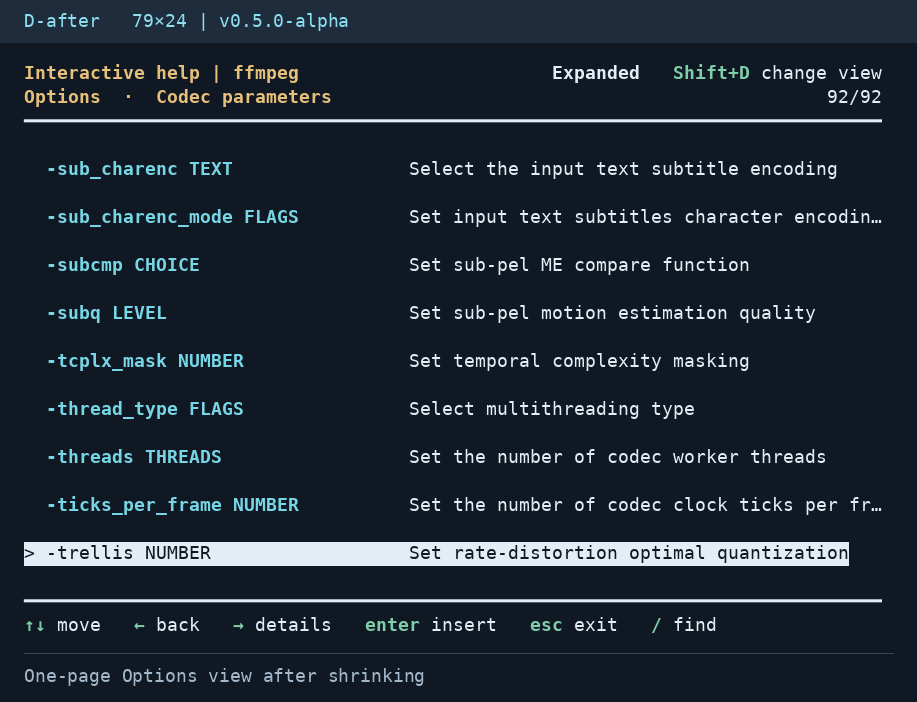 D-after 79×24 | v0.5.0-alpha
Interactive help | ffmpeg Expanded Shift+D change view
Options · Codec parameters 92/92
-sub_charenc TEXT Select the input text subtitle encoding
-sub_charenc_mode FLAGS Set input text subtitles character encodin…
-subcmp CHOICE Set sub-pel ME compare function
-subq LEVEL Set sub-pel motion estimation quality
-tcplx_mask NUMBER Set temporal complexity masking
-thread_type FLAGS Select multithreading type
-threads THREADS Set the number of codec worker threads
-ticks_per_frame NUMBER Set the number of codec clock ticks per fr…
> -trellis NUMBER Set rate-distortion optimal quantization
↑↓ move ← back → details enter insert esc exit / find
One-page Options view after shrinking